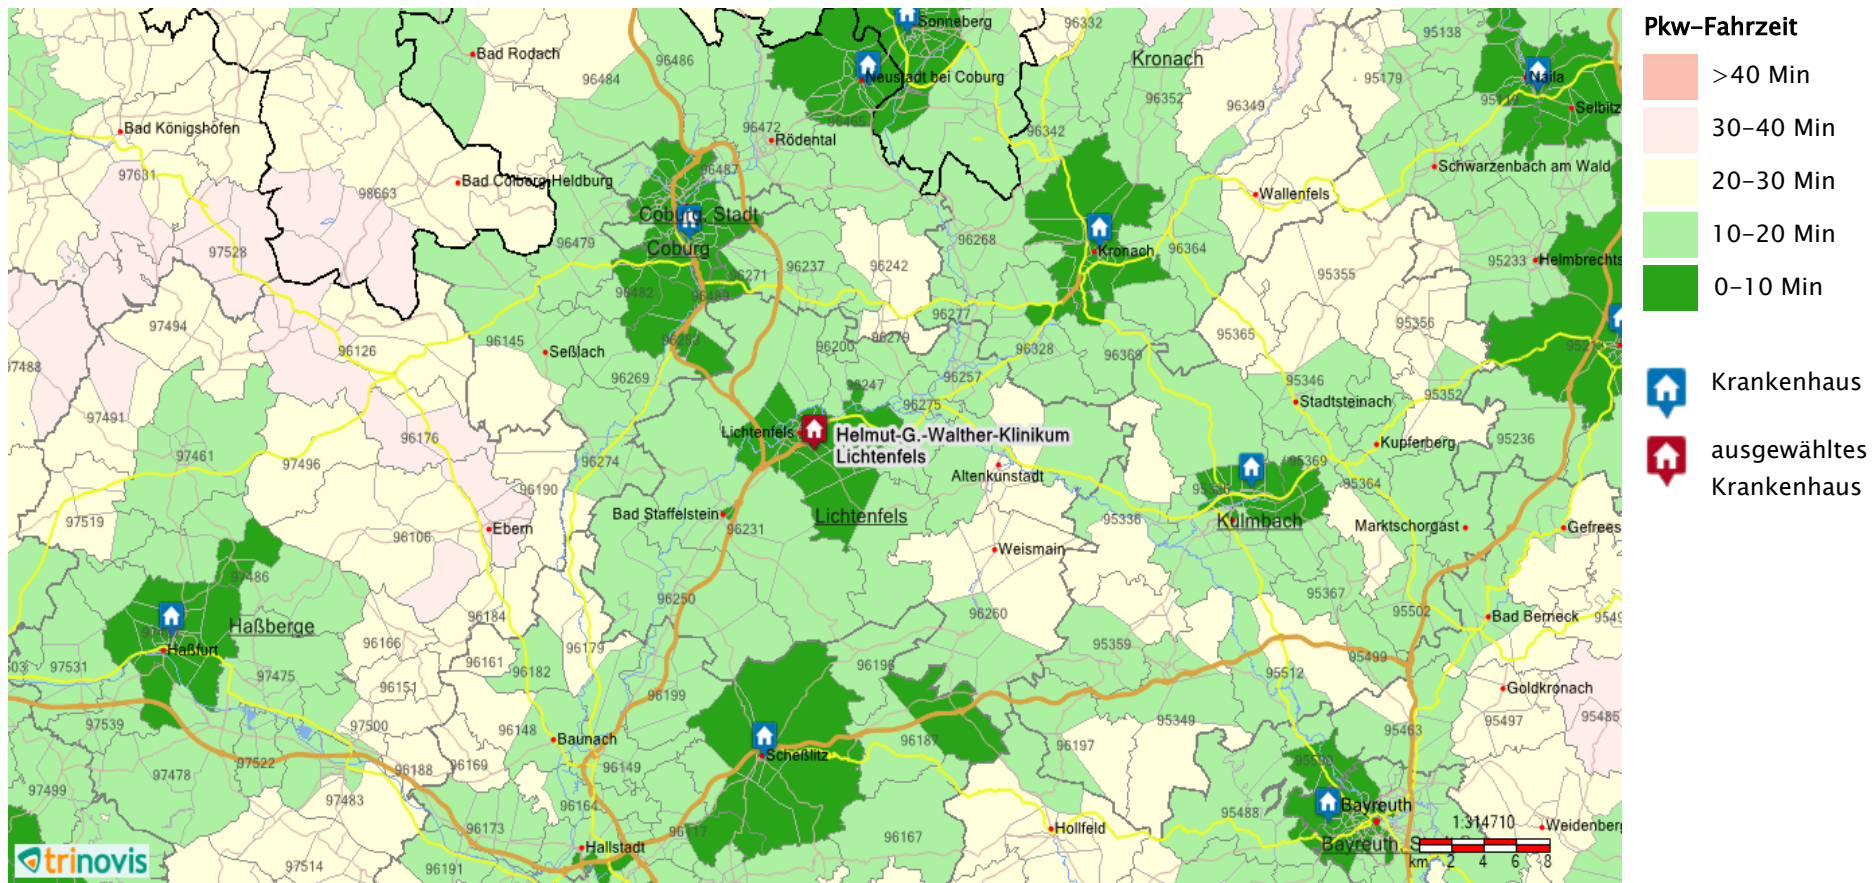 Sonneberg
96332
95138
Bad Rodach
96486
Kronach
96484
Neustadt bei Coburg
95179
Naila
96352
96349
95119
Selbitz
Bad Königshofen
96472
96465
96342
Rödental
Schwarzenbach am Wald
97631
96487
98663
Bad Colberg-Heldburg
Wallenfels
Coburg, Stadt
96479
Coburg
96268
Kronach
96364
97528
96271
96237
96242
95233
Helmbrechts
95355
96482
96489
97494
96277
95356
96253
96279
95365
96126
96145
Seßlach
96200
96328
96369
97488
96269
96247
96257
95346
95352
97491
96275
Stadtsteinach
96176
Lichtenfels
Helmut-G.-Walther-Klinikum
Lichtenfels
Kupferberg
95236
97461
97496
96274
95369
Altenkunstadt
96190
95364
97519
Bad Staffelstein
Lichtenfels
95336
Kulmbach
Marktschorgast
Gefrees
Ebern
96231
96106
Weismain
97486
96250
96260
95367
95502
96184
Bad Berneck
Haßberge
96166
96179
95359
Haßfurt
96161
96196
95499
97531
97475
96182
95512
96151
96199
Goldkronach
97539
97500
96148
Baunach
95349
95497
95485
96187
96197
95463
Scheßlitz
97522
96188
96169
96149
97478
97499
97483
96164
Bayreuth
95488
96173
96117
Hollfeld
1:314710
Weidenberg
96167
Hallstadt
Bayreuth, S
km 2 4 6 8
97514
96191
trinovis
Pkw-Fahrzeit
>40 Min
30-40 Min
20-30 Min
10-20 Min
0-10 Min
Krankenhaus
ausgewähltes
Krankenhaus